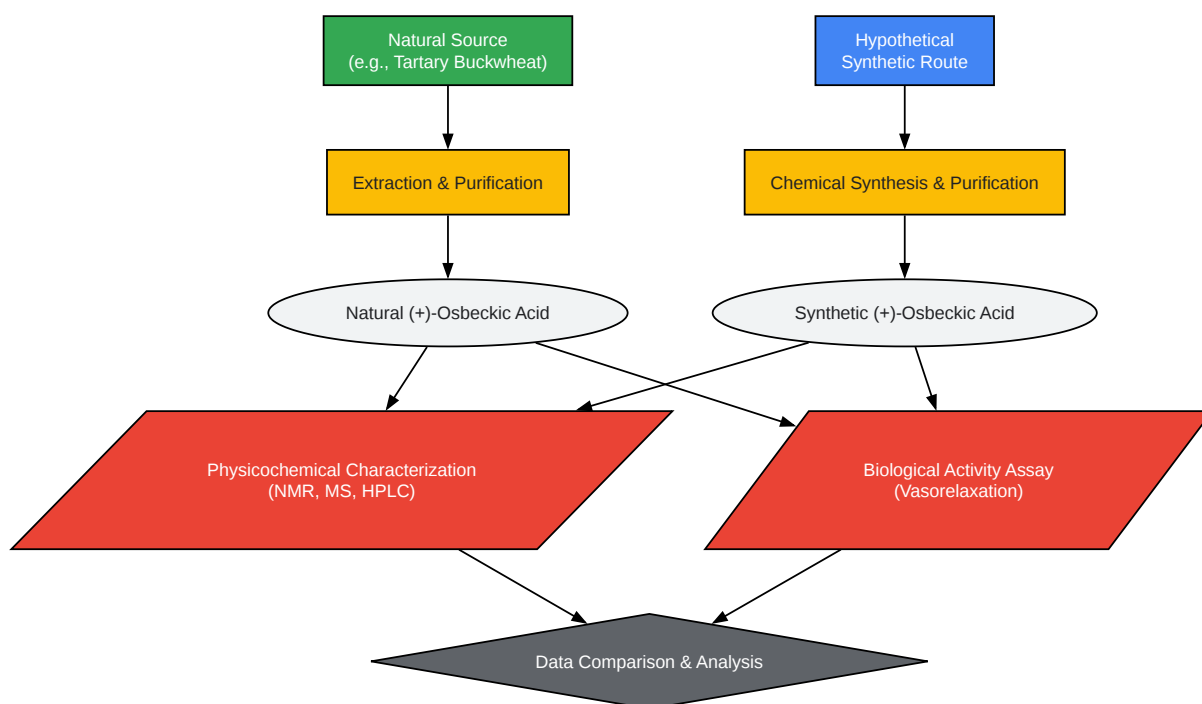 Natural Source
(e.g., Tartary Buckwheat)
Hypothetical
Synthetic Route
Extraction & Purification
Chemical Synthesis & Purification
Natural (+)-Osbeckic Acid
Synthetic (+)-Osbeckic Acid
Physicochemical Characterization
(NMR, MS, HPLC)
Biological Activity Assay
(Vasorelaxation)
Data Comparison & Analysis